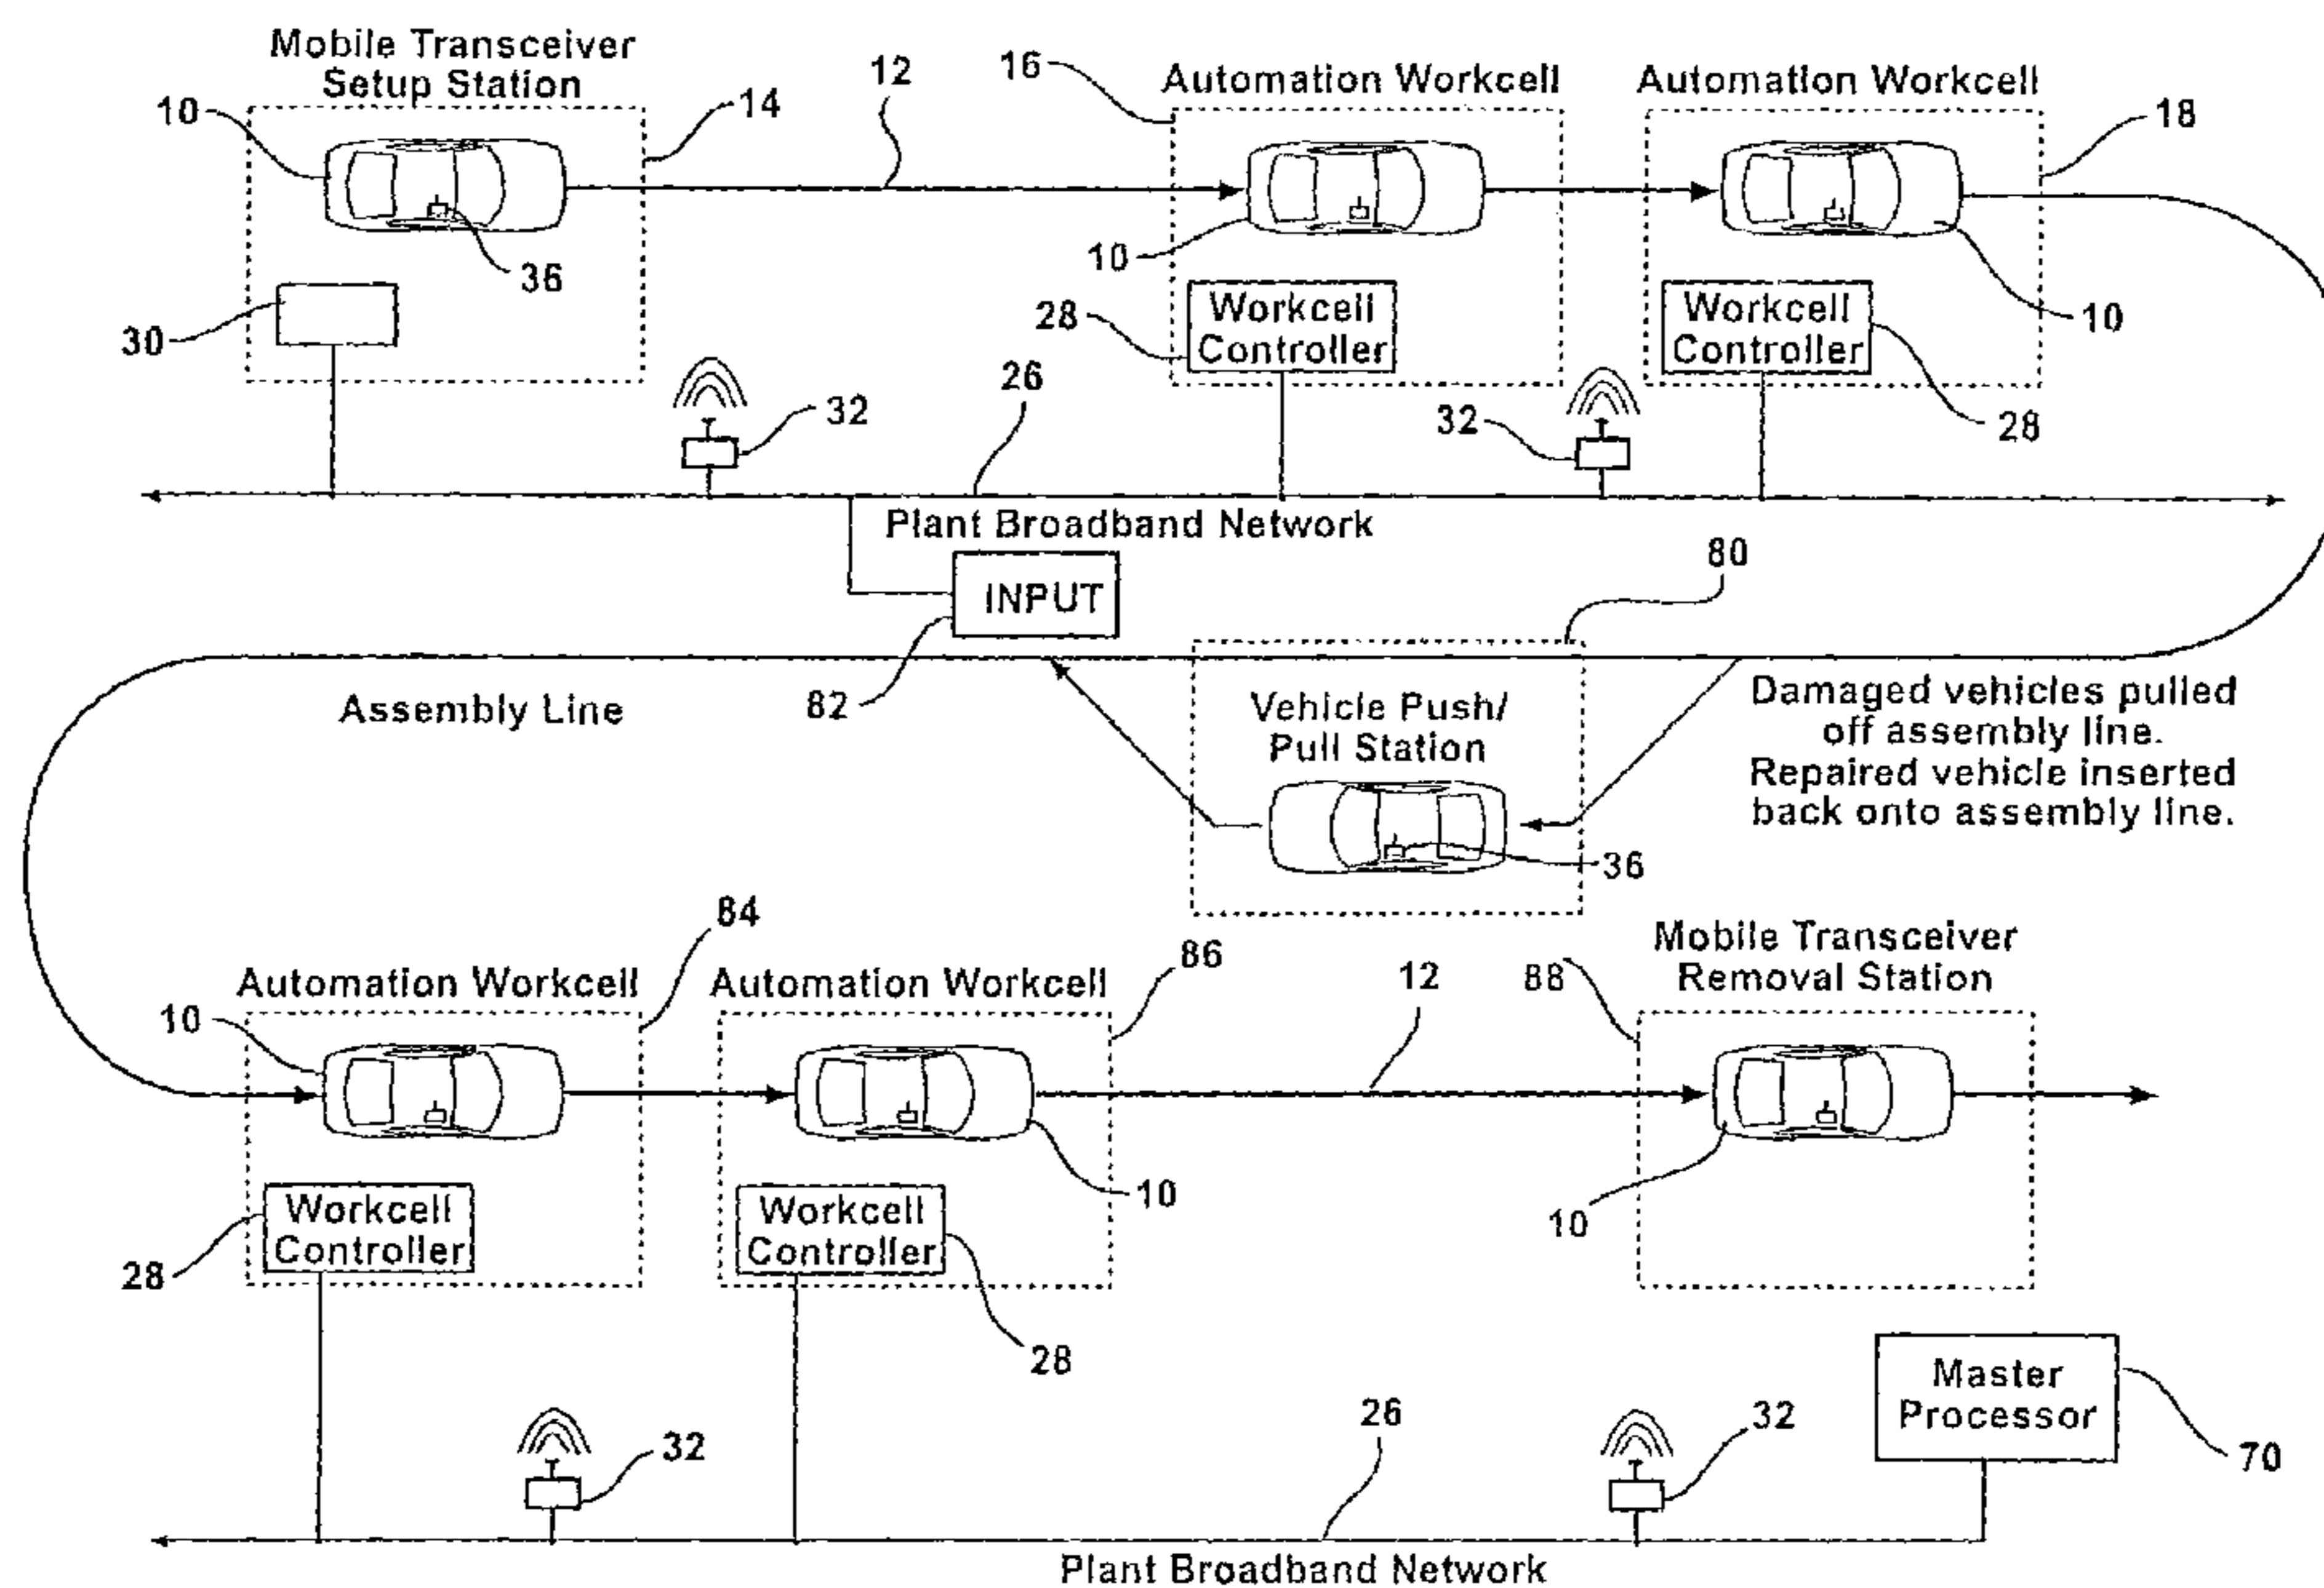 Mobile Transceiver
Setup Station
10
14
12
16
Automation Workcell
Automation Workcell
18
36
30
10
28
Workcell
Controller
Workcell
Controller
10
28
32
26
32
Plant Broadband Network
INPUT
82
80
Assembly Line
Vehicle Push/
Pull Station
36
Damaged vehicles pulled
off assembly line.
Repaired vehicle inserted
back onto assembly line.
84
Automation Workcell
10
86
Automation Workcell
12
88
Mobile Transceiver
Removal Station
10
10
28
Workcell
Controller
Workcell
Controller
28
32
26
32
Master
Processor
70
Plant Broadband Network